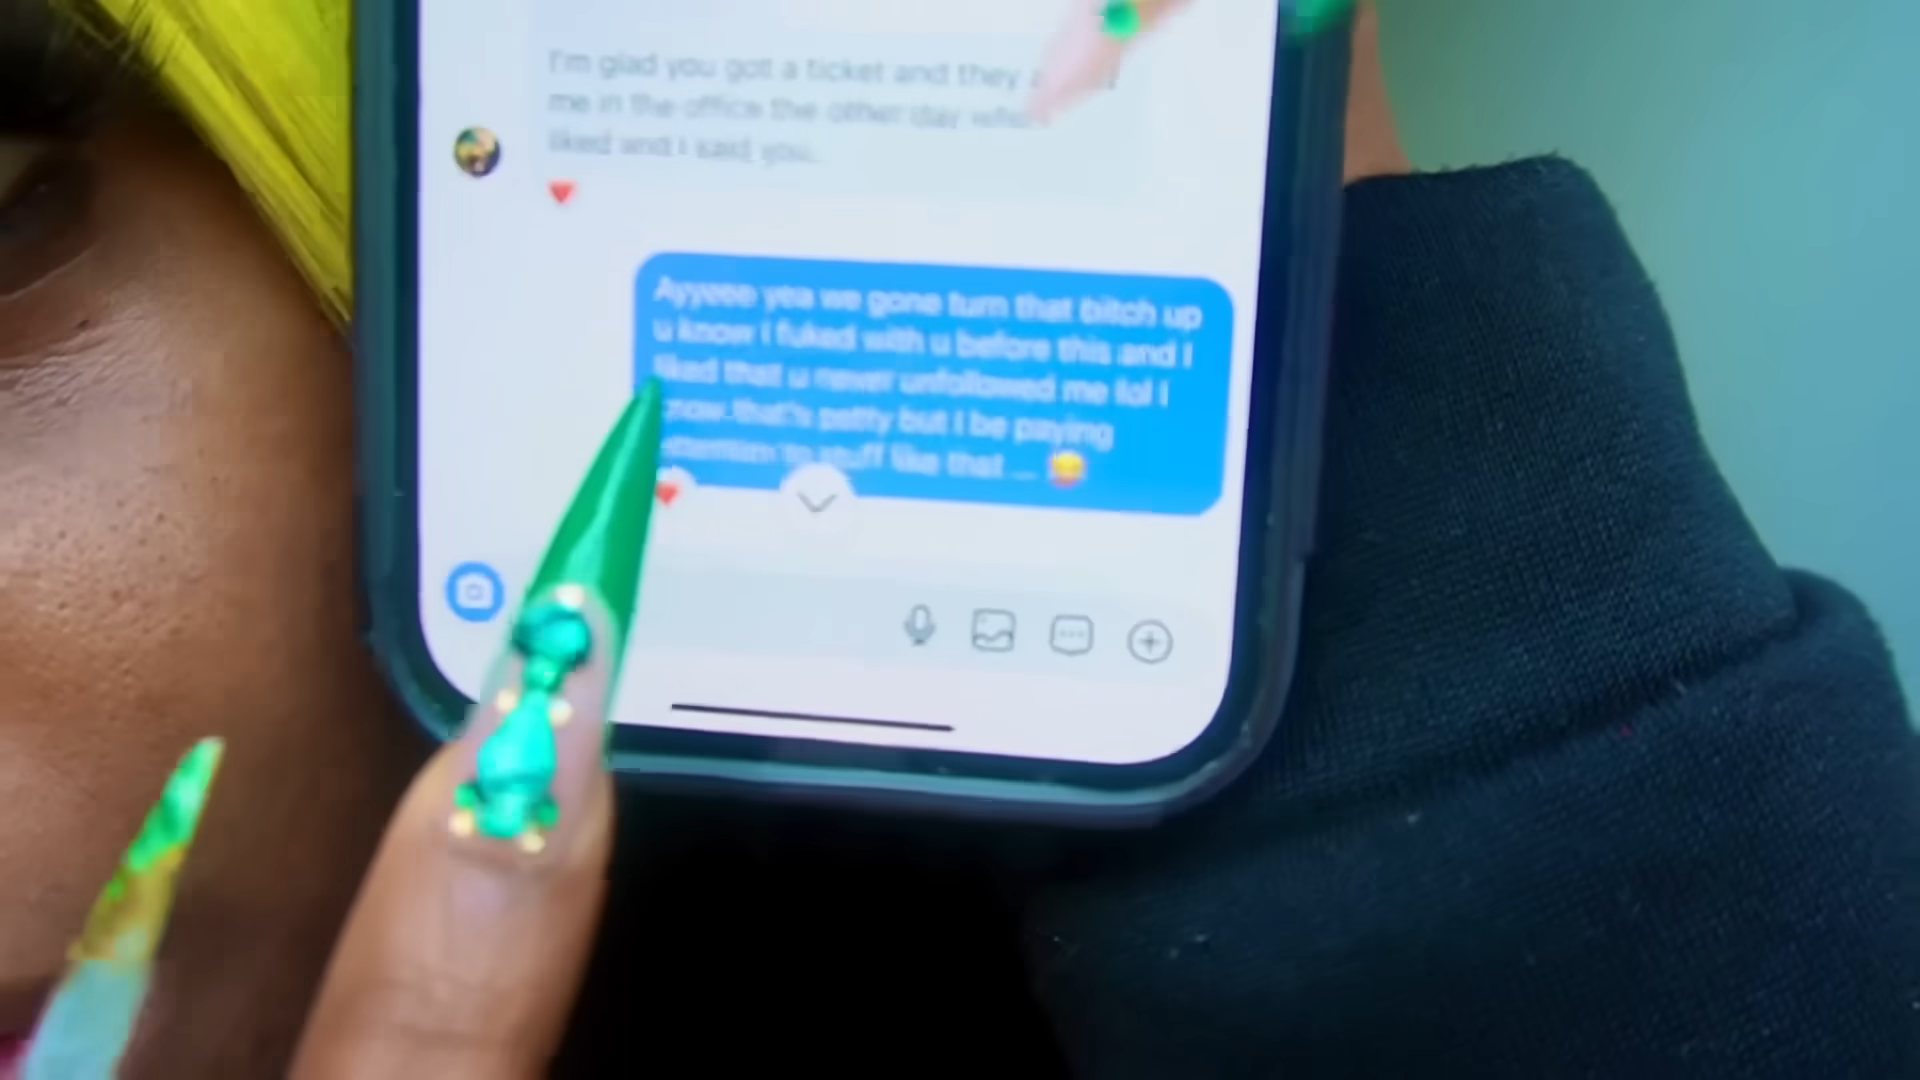 I'm glad you got a ticket and they
me in the office the other day who
liked and I said you..
Ayyeee yea we gone turn that bitch up
u know I fuked with u before this and I
liked that u never unfollowed me lol I
know that's petty but I be paying
attention to stuff like that ... 😂